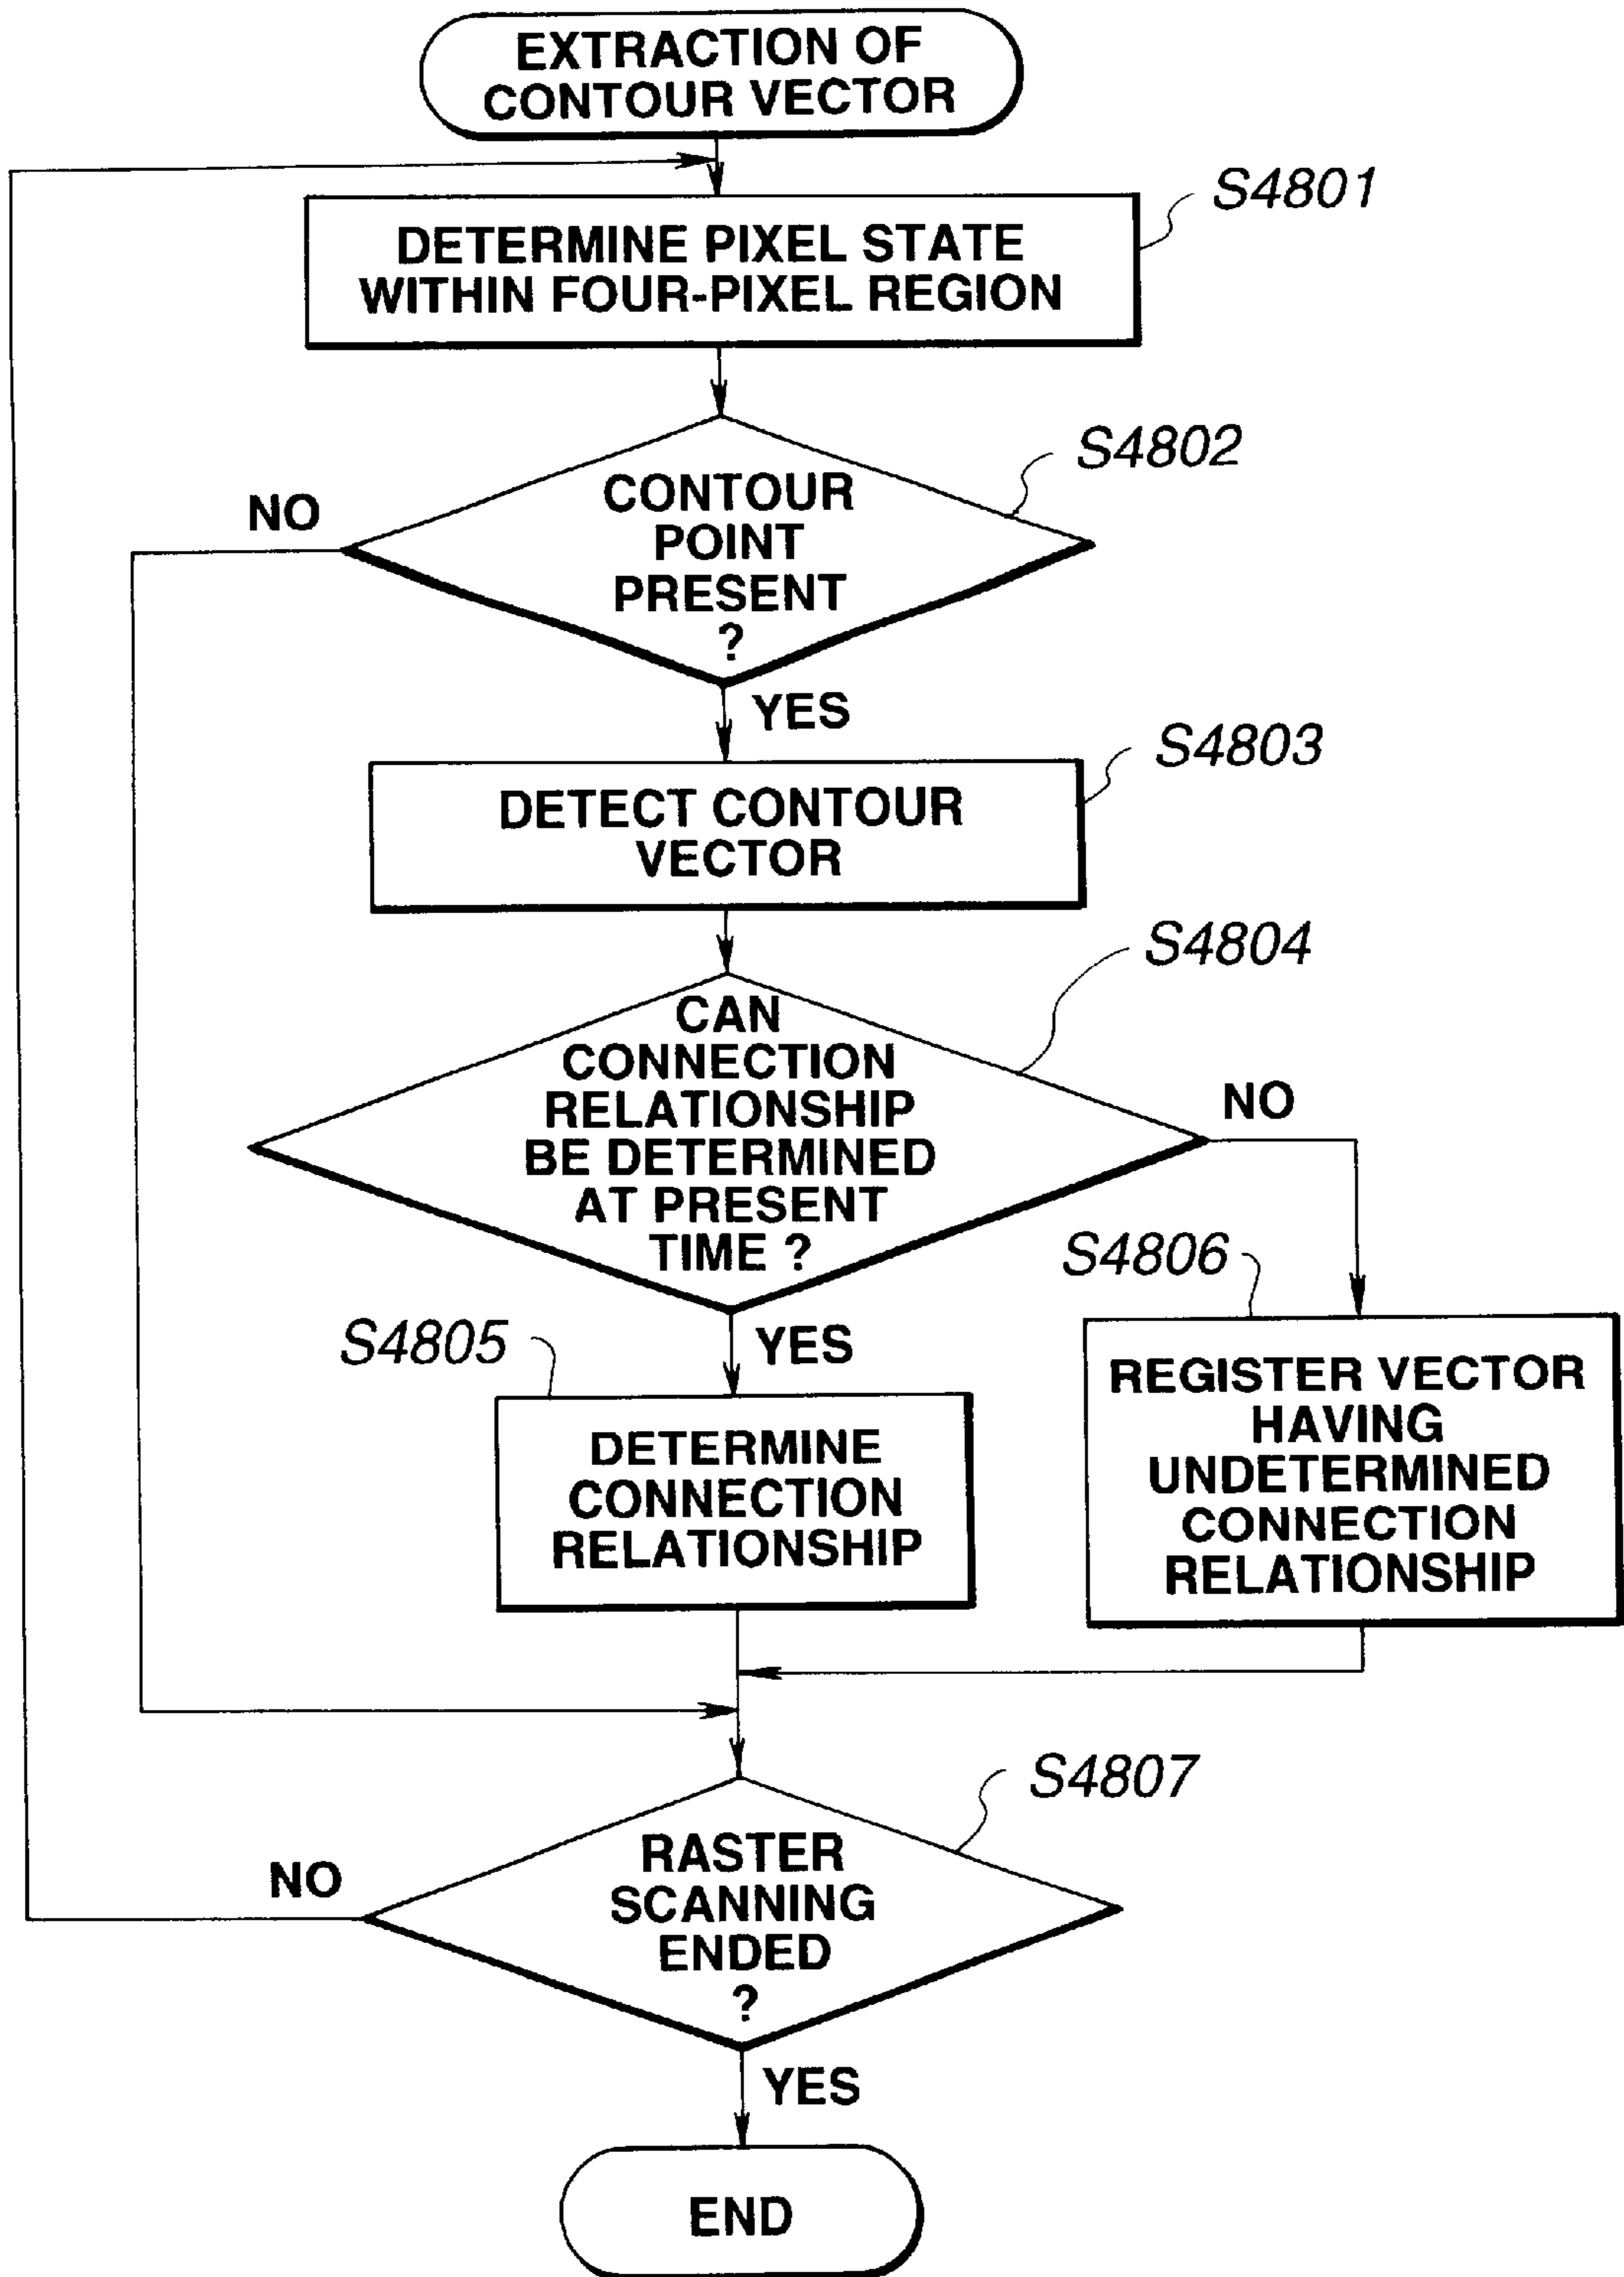 EXTRACTION OF
CONTOUR VECTOR
S4801
DETERMINE PIXEL STATE
WITHIN FOUR-PIXEL REGION
S4802
NO
CONTOUR
POINT
PRESENT
?
YES
S4803
DETECT CONTOUR
VECTOR
S4804
CAN
CONNECTION
RELATIONSHIP
BE DETERMINED
AT PRESENT
TIME ?
NO
S4806
S4805
YES
REGISTER VECTOR
HAVING
UNDETERMINED
CONNECTION
RELATIONSHIP
DETERMINE
CONNECTION
RELATIONSHIP
S4807
NO
RASTER
SCANNING
ENDED
?
YES
END